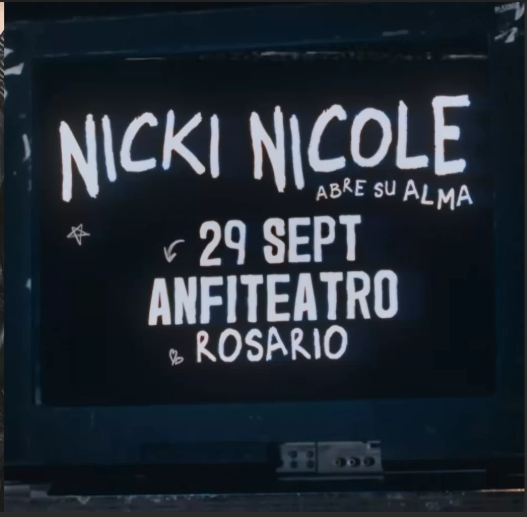 NICKI NICOLE
ABRE SU ALMA
29 SEPT
ANFITEATRO
ROSARIO